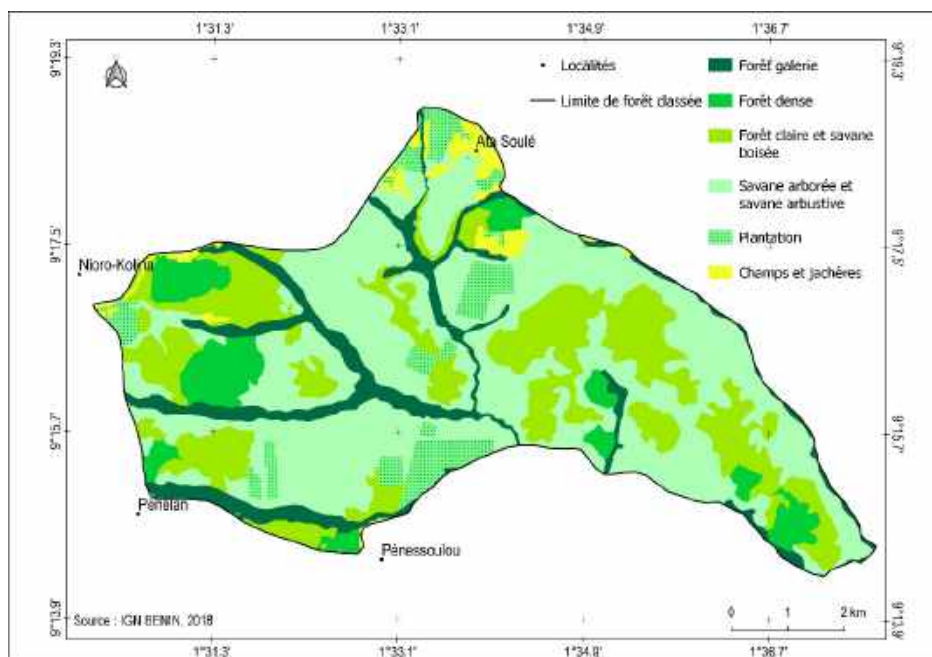 1°31.3' 1°33.1' 1°34.9' 1°36.7'
9°19.3' 9°19.3'
Localités
Limite de forêt classée
Forêt galerie
Forêt dense
Forêt claire et savane
boisée
Savane arborée et
savane arbustive
Plantation
Champs et jachères
Soulé
9°17.5' 9°17.5'
Nioro-Kolina
9°15.7' 9°15.7'
Pénélan
Pénessoulou
9°13.9' 9°13.9'
Source : IGN BENIN, 2018
0 1 2 km
1°31.3' 1°33.1' 1°34.9' 1°36.7'